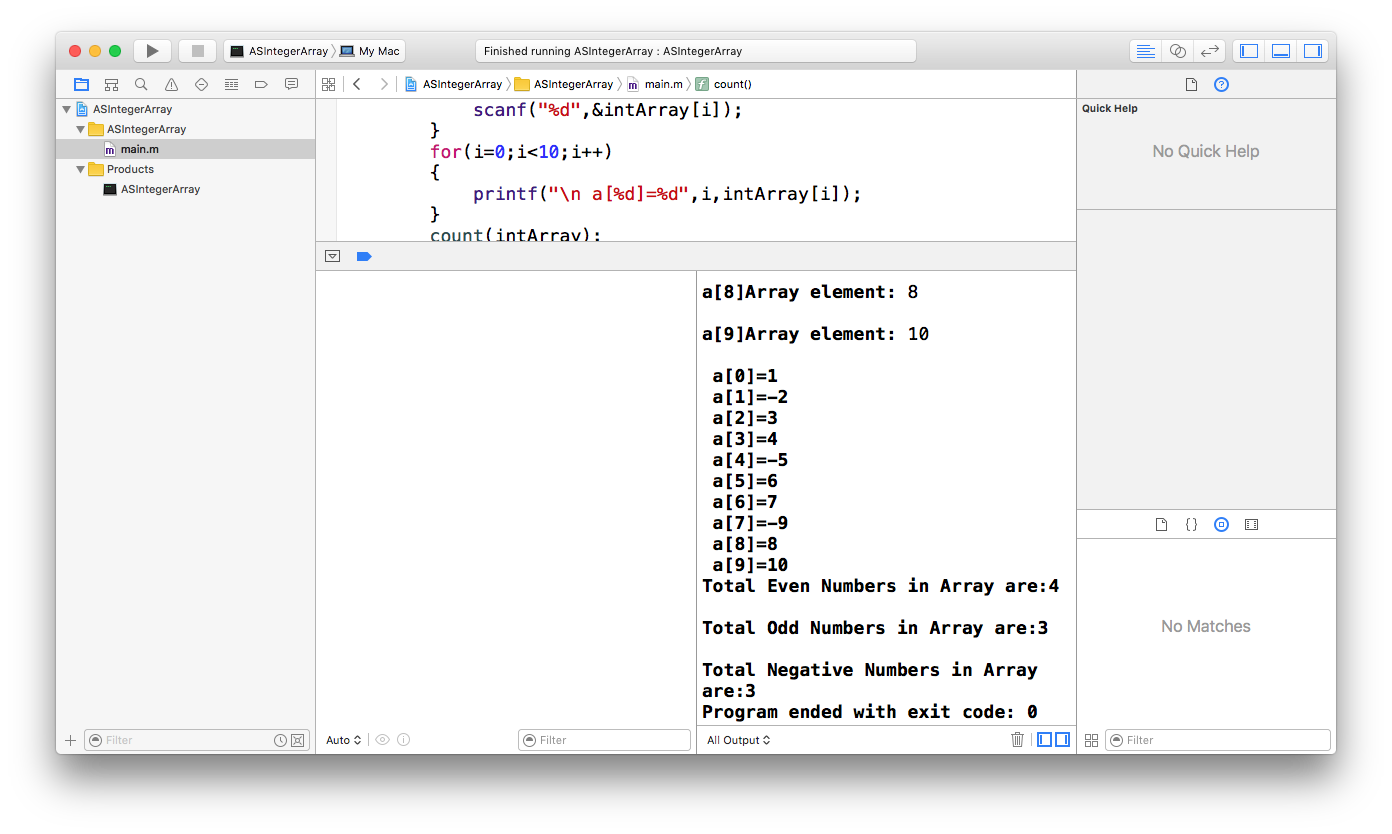 ASIntegerArray
My Mac
Finished running ASIntegerArray : ASIntegerArray
ASIntegerArray
ASIntegerArray
main.m
Products
ASIntegerArray
ASIntegerArray
ASIntegerArray
main.m
count()
scanf("%d",&intArray[i]);
}
for(i=0;i<10;i++)
{
printf("\n a[%d]=%d",i,intArray[i]);
}
count(intArray);
a[8]Array element: 8
a[9]Array element: 10
a[0]=1
a[1]=-2
a[2]=3
a[3]=4
a[4]=-5
a[5]=6
a[6]=7
a[7]=-9
a[8]=8
a[9]=10
Total Even Numbers in Array are:4
Total Odd Numbers in Array are:3
Total Negative Numbers in Array
are:3
Program ended with exit code: 0
Quick Help
No Quick Help
No Matches
Filter
Auto
Filter
All Output
Filter